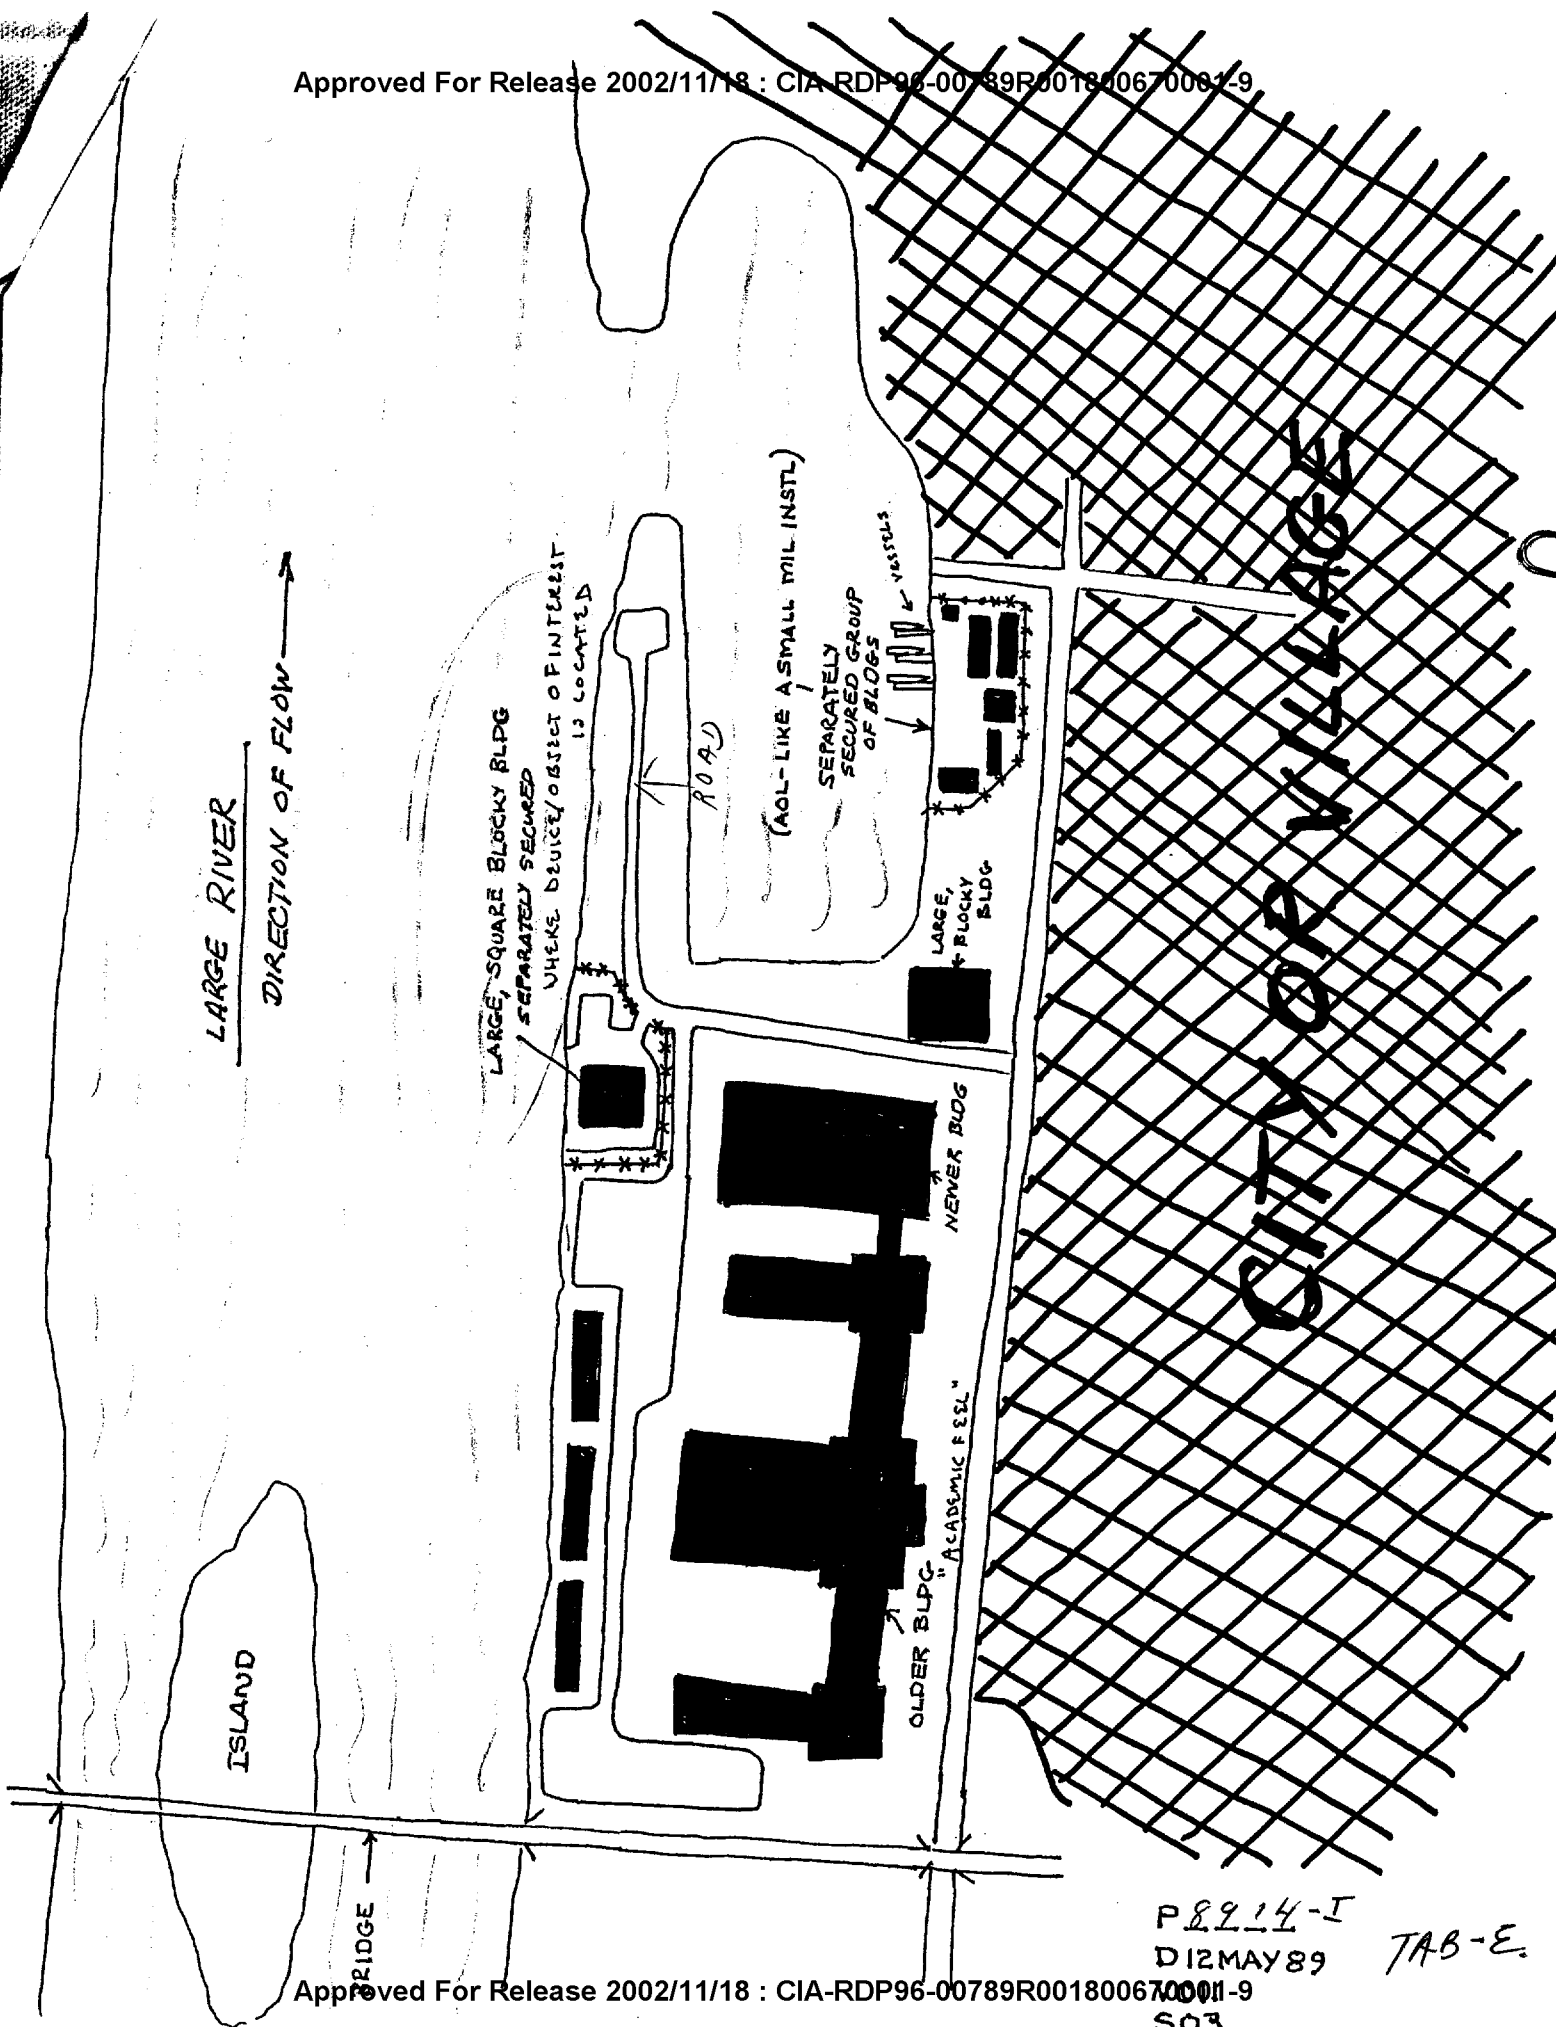 Approved For Release 2002/11/18 : CIA-RDP96-00789R001800670001-9
LARGE RIVER
DIRECTION OF FLOW
LARGE, SQUARE BLOCKY BLDG
SEPARATELY SECURED
WHERE DEVICE/OBJECT OF INTEREST
IS LOCATED
ROAD
(AOL-LIKE A SMALL MIL INSTL)
SEPARATELY
SECURED GROUP
OF BLDGS
VESSELS
LARGE,
BLOCKY
BLDG
NEWER BLDG
OLDER BLDG
"ACADEMIC FEEL"
CITY OR VILLAGE
ISLAND
BRIDGE
P8914-I
D12MAY89
TAB-E.
Approved For Release 2002/11/18 : CIA-RDP96-00789R001800670001-9